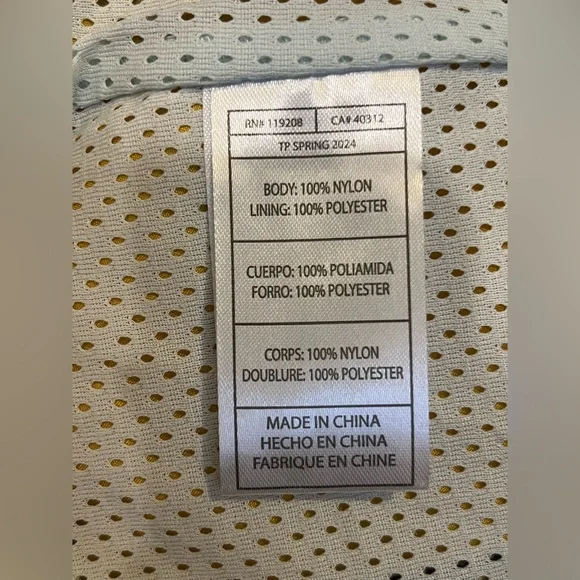 RN# 119208 CA# 40312
TP SPRING 2024
BODY: 100% NYLON
LINING: 100% POLYESTER
CUERPO: 100% POLIAMIDA
FORRO: 100% POLYESTER
CORPS: 100% NYLON
DOUBLURE: 100% POLYESTER
MADE IN CHINA
HECHO EN CHINA
FABRIQUE EN CHINE